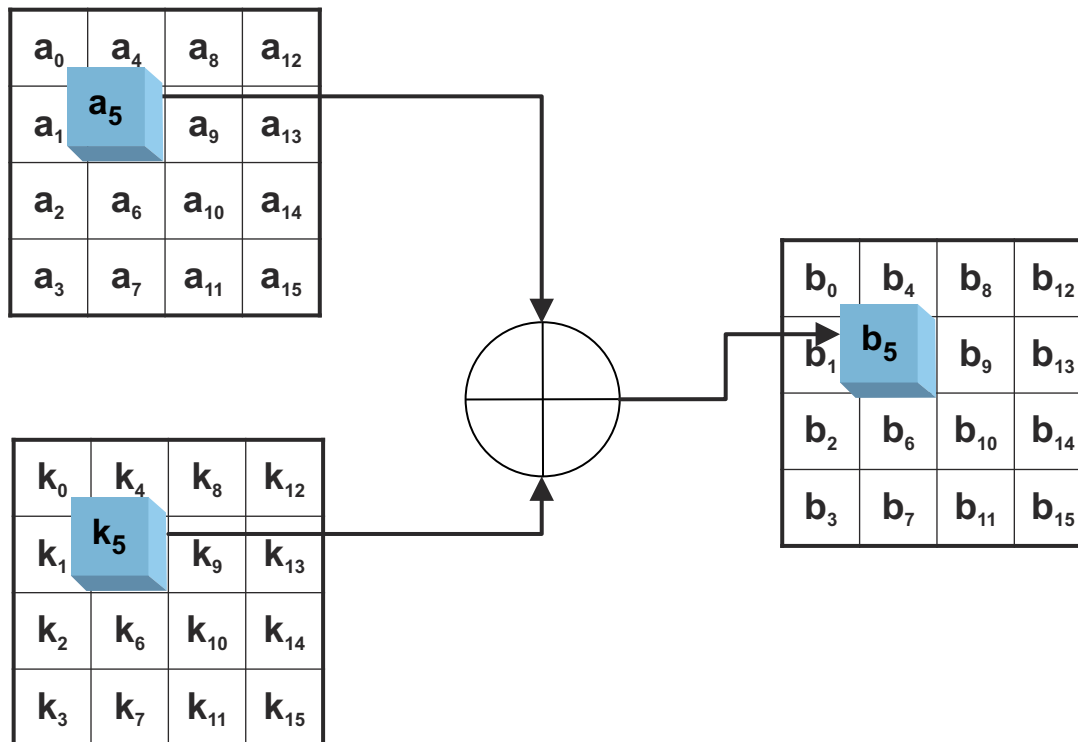 a₀ a₄ a₈ a₁₂
a₁ a₅ a₉ a₁₃
a₂ a₆ a₁₀ a₁₄
a₃ a₇ a₁₁ a₁₅
k₀ k₄ k₈ k₁₂
k₁ k₅ k₉ k₁₃
k₂ k₆ k₁₀ k₁₄
k₃ k₇ k₁₁ k₁₅
b₀ b₄ b₈ b₁₂
b₁ b₅ b₉ b₁₃
b₂ b₆ b₁₀ b₁₄
b₃ b₇ b₁₁ b₁₅